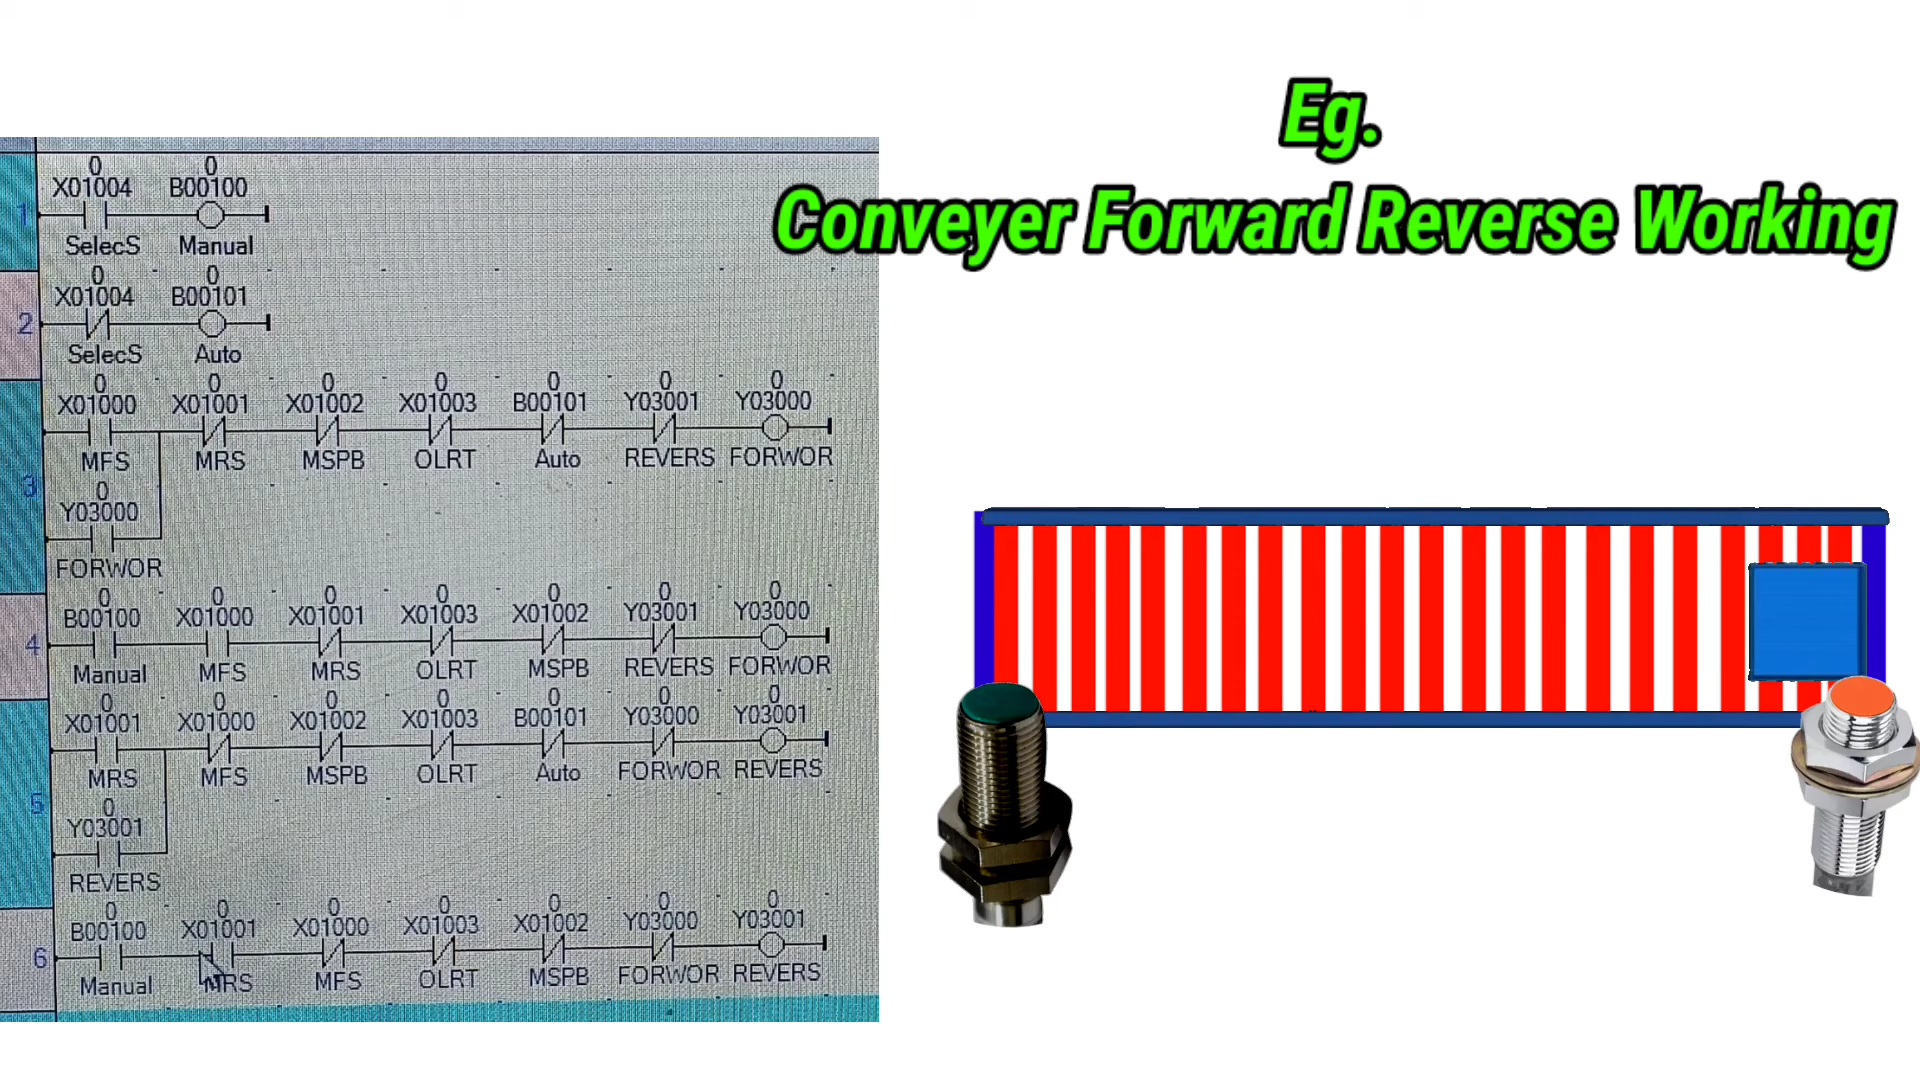 Eg.
Conveyer Forward Reverse Working
0 0
X01004 B00100
1
SelecS Manual
0 0
X01004 B00101
2
SelecS Auto
0 0 0 0 0 0 0
X01000 X01001 X01002 X01003 B00101 Y03001 Y03000
MFS MRS MSPB OLRT Auto REVERS FORWOR
3
0
Y03000
FORWOR
0 0 0 0 0 0 0
B00100 X01000 X01001 X01003 X01002 Y03001 Y03000
4
Manual MFS MRS OLRT MSPB REVERS FORWOR
0 0 0 0 0 0 0
X01001 X01000 X01002 X01003 B00101 Y03000 Y03001
MRS MFS MSPB OLRT Auto FORWOR REVERS
5
0
Y03001
REVERS
0 0 0 0 0 0 0
B00100 X01001 X01000 X01003 X01002 Y03000 Y03001
6
Manual MRS MFS OLRT MSPB FORWOR REVERS